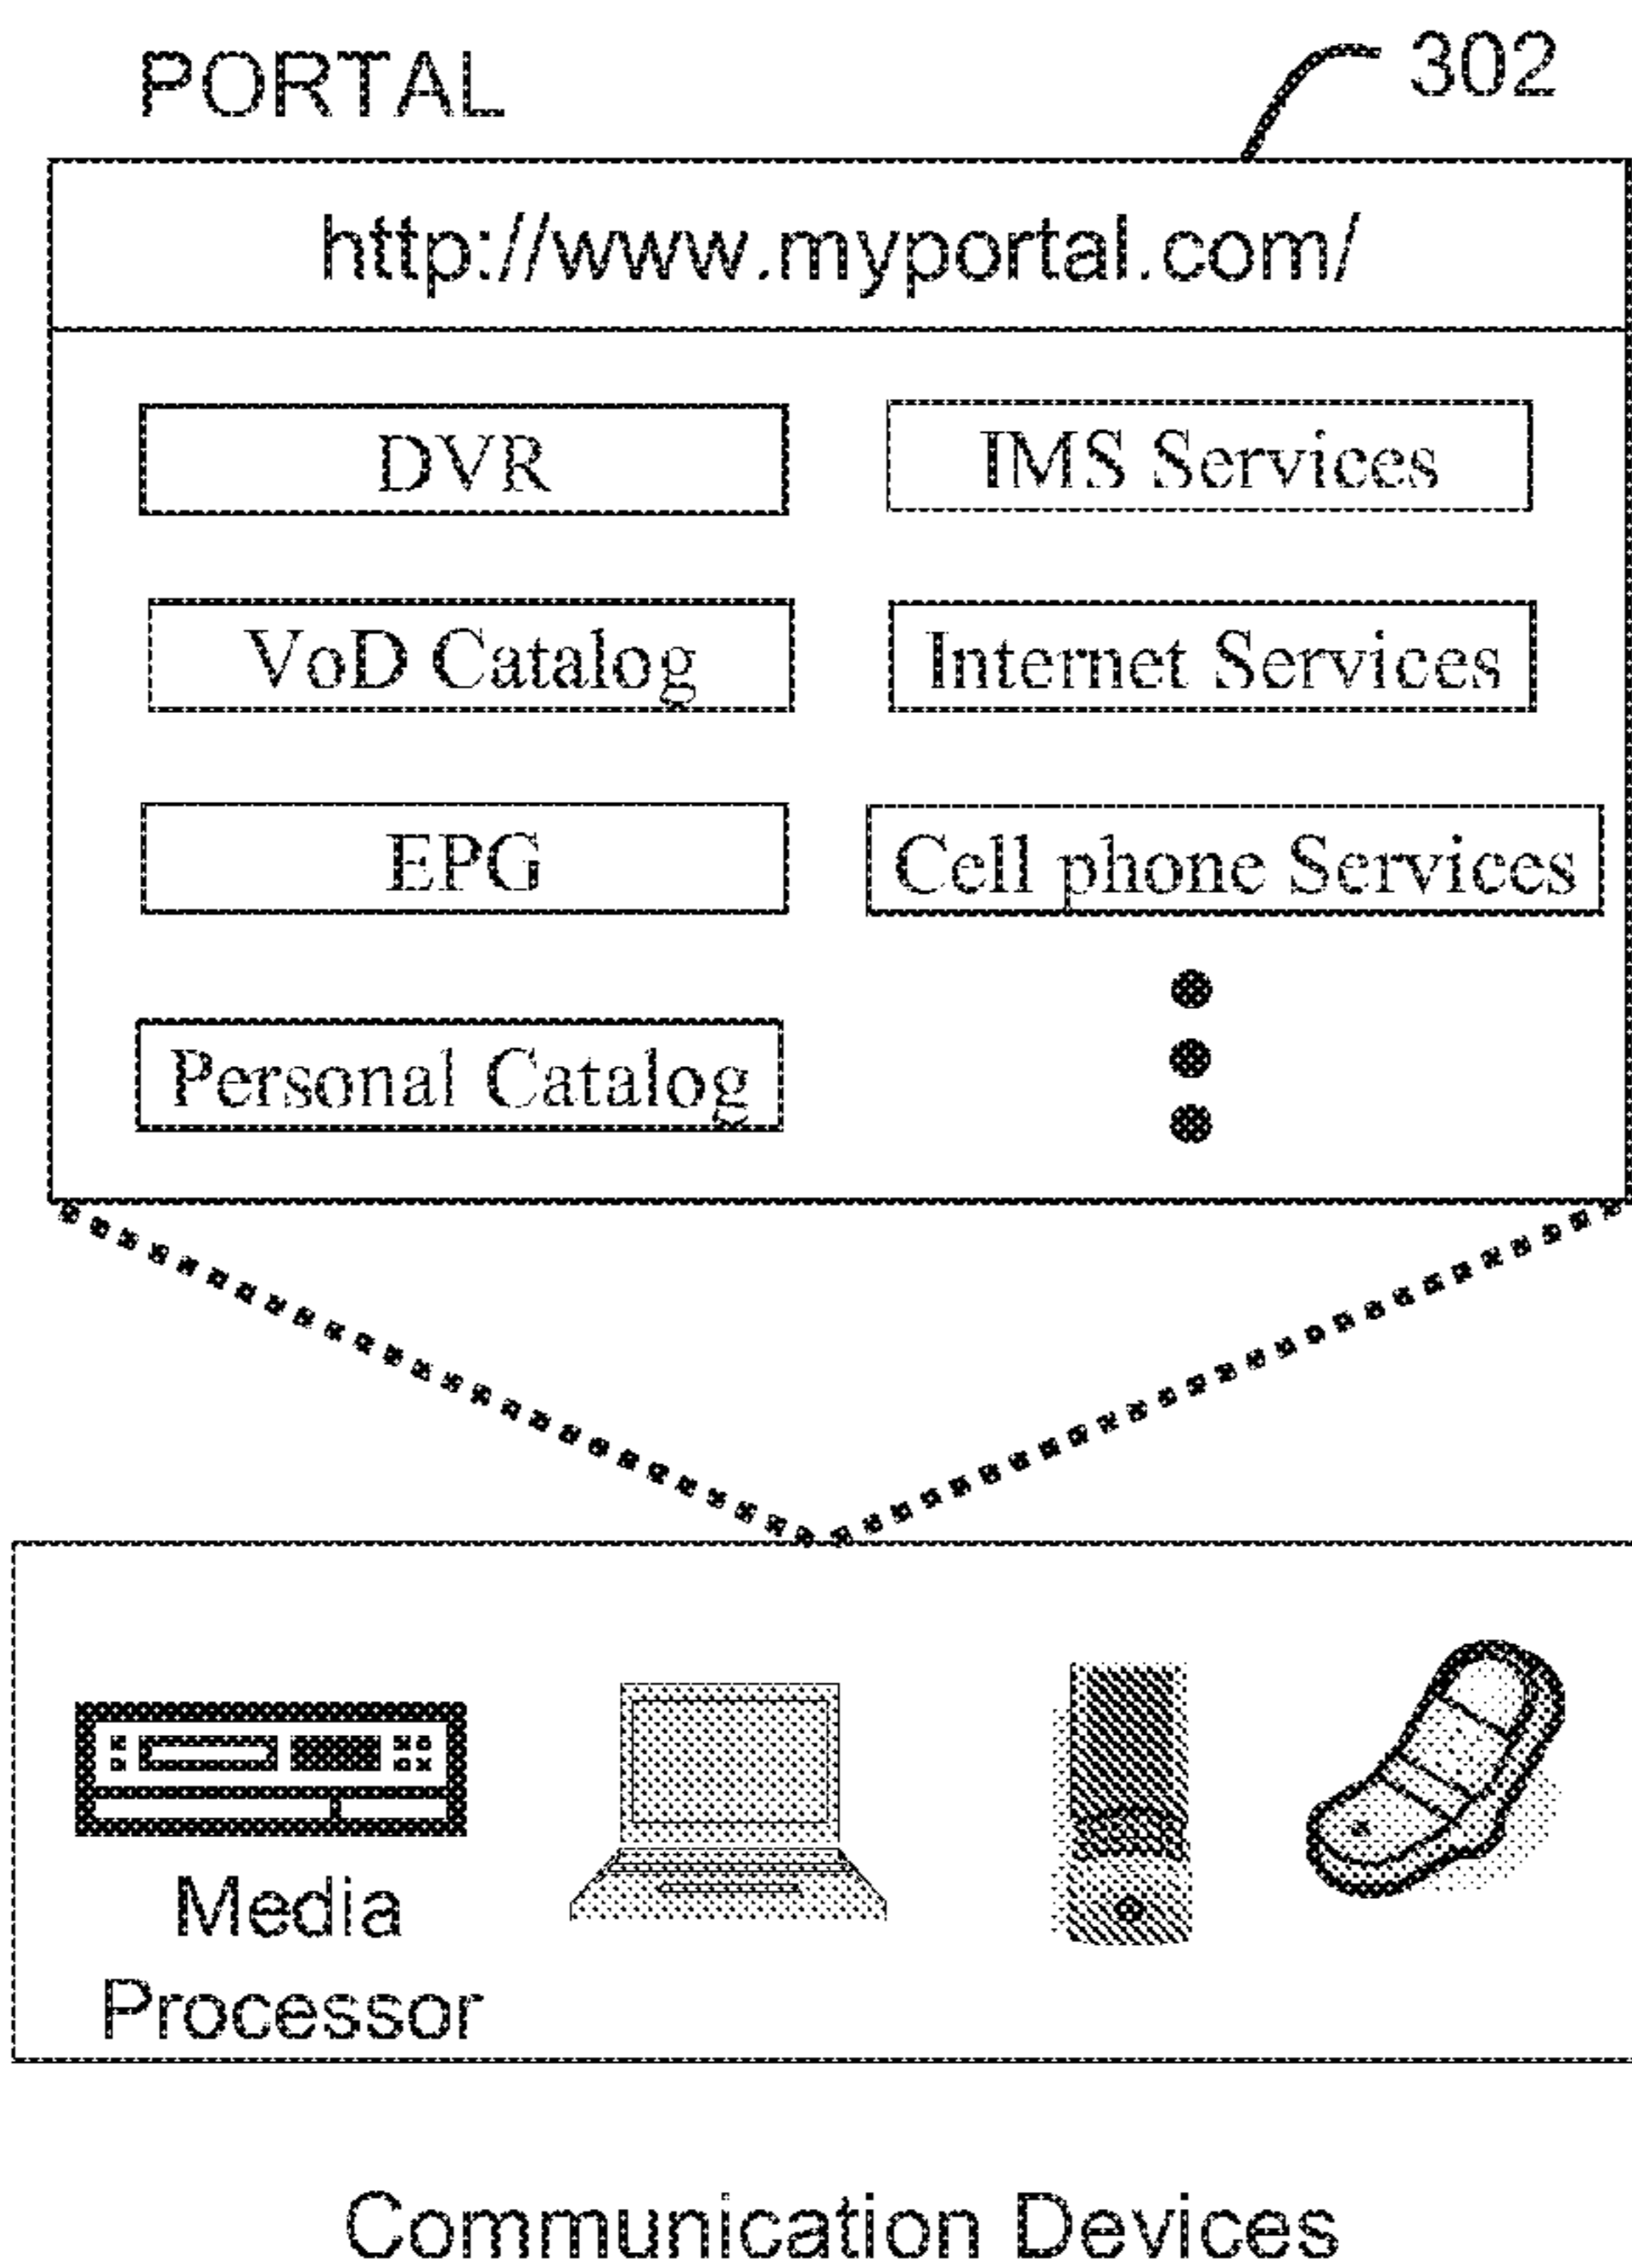 PORTAL
302
http://www.myportal.com/
DVR
IMS Services
VoD Catalog
Internet Services
EPG
Cell phone Services
Personal Catalog
Media
Processor
Communication Devices